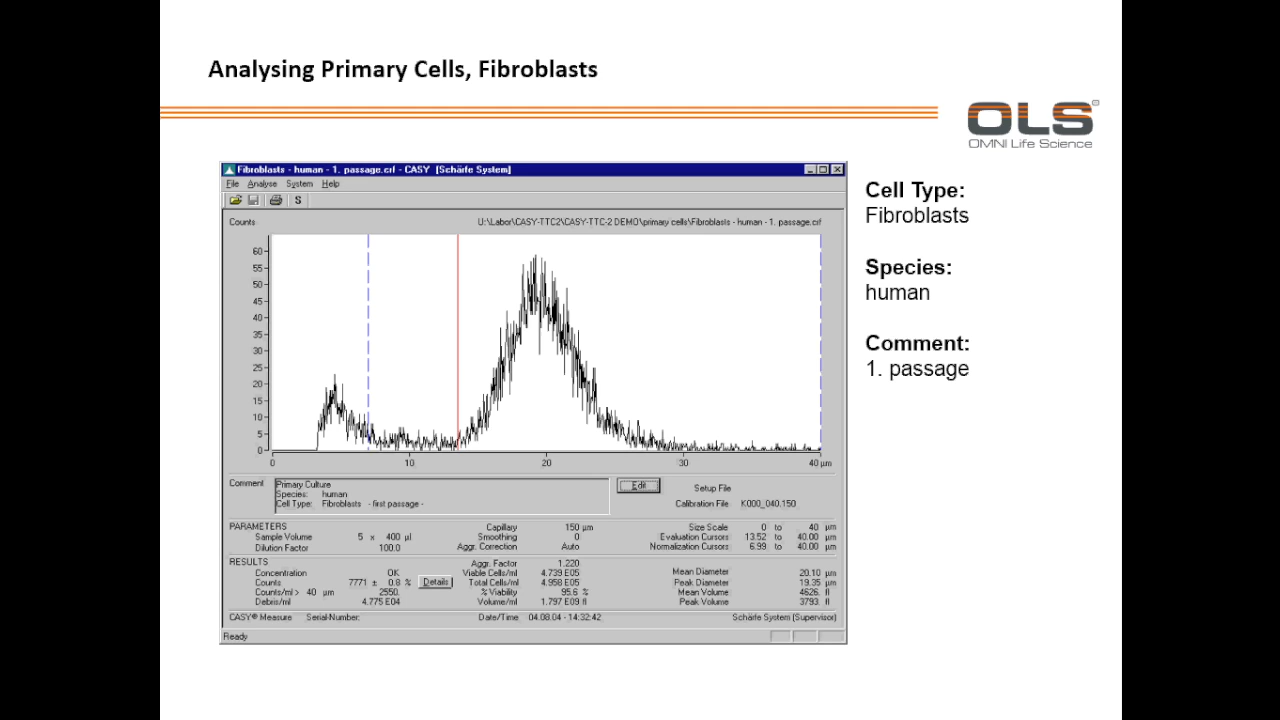 Analysing Primary Cells, Fibroblasts
OLS®
OMNI Life Science
Fibroblasts - human - 1. passage.crf - CASY [Schärfe System]
File Analyse System Help
S
Counts U:\Labor\CASY-TTC2\CASY-TTC-2 DEMO\primary cells\Fibroblasts - human - 1. passage.crf
60
55
50
45
40
35
30
25
20
15
10
5
0
0 10 20 30 40 µm
Comment Primary Culture
Species: human
Cell Type: Fibroblasts - first passage -
Edit
Setup File
Calibration File K000_040.150
PARAMETERS
Sample Volume 5 x 400 µl
Dilution Factor 100.0
Capillary 150 µm
Smoothing 0
Aggr. Correction Auto
Size Scale 0 to 40 µm
Evaluation Cursors 13.52 to 40.00 µm
Normalization Cursors 6.99 to 40.00 µm
RESULTS
Concentration OK
Counts 7771 ± 0.8 % Details
Counts/ml > 40 µm 2550.
Debris/ml 4.775 E04
Aggr. Factor 1.220
Viable Cells/ml 4.739 E05
Total Cells/ml 4.958 E05
% Viability 95.6 %
Volume/ml 1.797 E09 fl
Mean Diameter 20.10 µm
Peak Diameter 19.35 µm
Mean Volume 4626. fl
Peak Volume 3793. fl
CASY® Measure Serial-Number: Date/Time 04.08.04 - 14:32:42 Schärfe System (Supervisor)
Ready
Cell Type:
Fibroblasts
Species:
human
Comment:
1. passage